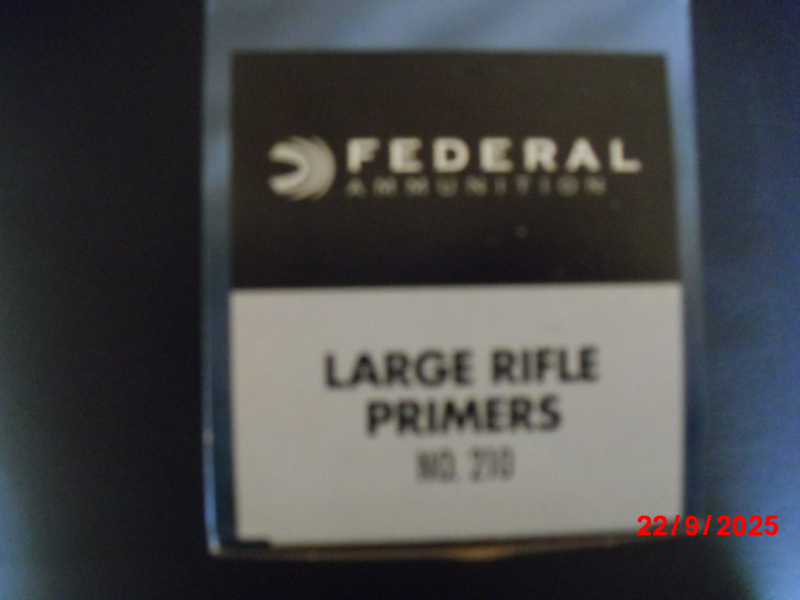 FEDERAL
AMMUNITION
LARGE RIFLE
PRIMERS
NO. 210
22/9/2025